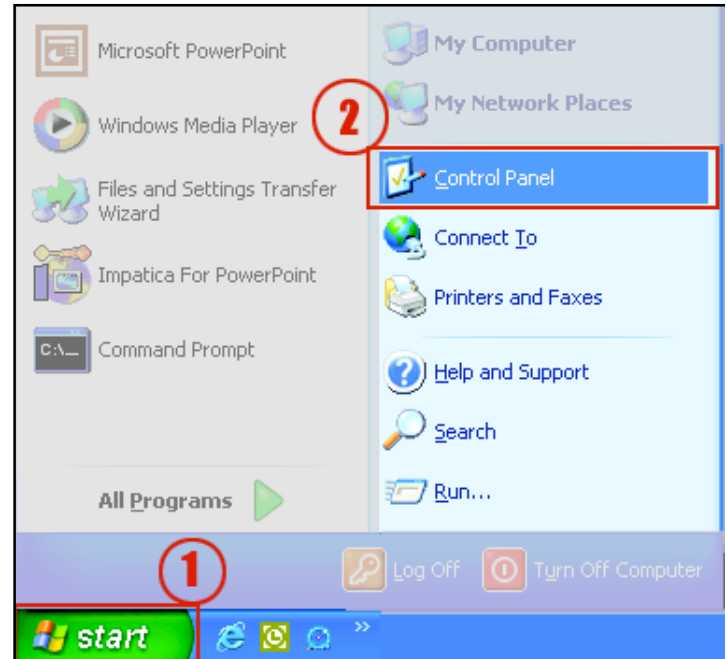 Microsoft PowerPoint
Windows Media Player
Files and Settings Transfer
Wizard
Impatica For PowerPoint
C:\_
Command Prompt
All Programs
My Computer
2
My Network Places
Control Panel
Connect To
Printers and Faxes
Help and Support
Search
Run...
1
Log Off
Turn Off Computer
start
»